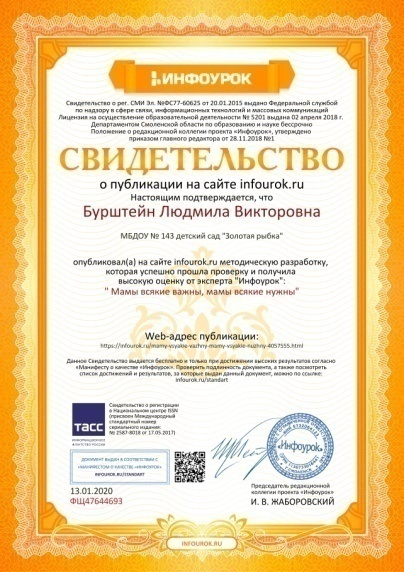 ИНФОУРОК
Свидетельство о рег. СМИ Эл. №ФС77-60625 от 20.01.2015 выдано Федеральной службой
по надзору в сфере связи, информационных технологий и массовых коммуникаций
Лицензия на осуществление образовательной деятельности № 5201 выдана 02 апреля 2018 г.
Департаментом Смоленской области по образованию и науке бессрочно
Положение о редакционной коллегии проекта «Инфоурок», утверждено
приказом главного редактора от 28.11.2018 №1
СВИДЕТЕЛЬСТВО
о публикации на сайте infourok.ru
Настоящим подтверждается, что
Бурштейн Людмила Викторовна
МБДОУ № 143 детский сад "Золотая рыбка"
опубликовал(а) на сайте infourok.ru методическую разработку,
которая успешно прошла проверку и получила
высокую оценку от эксперта "Инфоурок":
" Мамы всякие важны, мамы всякие нужны"
Web-адрес публикации:
https://infourok.ru/mamy-vsyakie-vazhny-mamy-vsyakie-nuzhny-4057555.html
Данное Свидетельство выдается бесплатно и только при достижении высоких результатов согласно
«Манифесту о качестве «Инфоурок». Проверить подлинность документа, а также посмотреть
список достижений и результатов, за которые выдан данный документ, можно по ссылке:
infourok.ru/standart
ТАСС
ИНФОРМАЦИОННОЕ
АГЕНТСТВО РОССИИ
Свидетельство о регистрации
в Национальном центре ISSN
(присвоен Международный
стандартный номер
сериального издания:
№ 2587-8018 от 17.05.2017)
ДОКУМЕНТ ВЫДАН В СООТВЕТСТВИИ С
«МАНИФЕСТОМ О КАЧЕСТВЕ «ИНФОУРОК»
INFOUROK.RU/STANDART
13.01.2020
ФЩ47644693
«Инфоурок»
Председатель редакционной
коллегии проекта «Инфоурок»
И. В. ЖАБОРОВСКИЙ
INFOUROK.RU